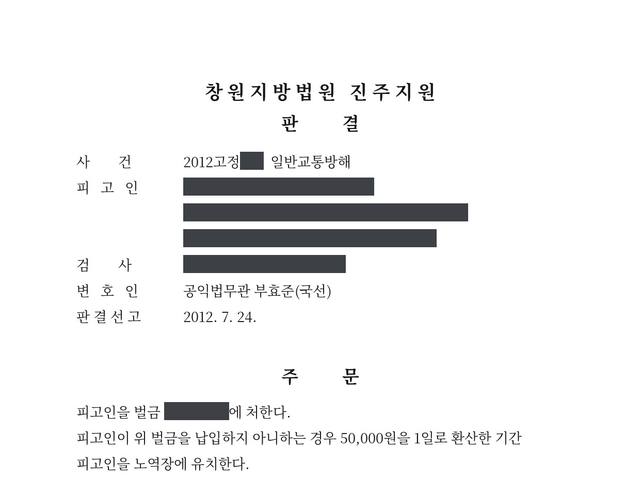 창원지방법원 진주지원
판 결
사 건 2012고정 일반교통방해
피 고 인
검 사
변 호 인 공익법무관 부효준(국선)
판결선고 2012. 7. 24.
주 문
피고인을 벌금 에 처한다.
피고인이 위 벌금을 납입하지 아니하는 경우 50,000원을 1일로 환산한 기간
피고인을 노역장에 유치한다.